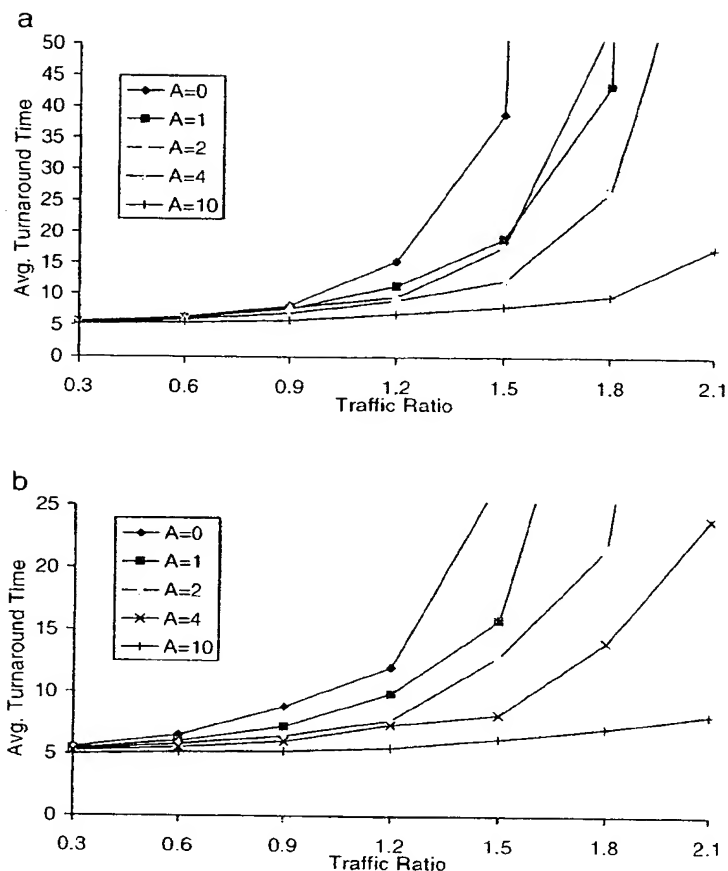 a
50
45
40
35
30
25
20
15
10
5
0
Avg. Turnaround Time
A=0
A=1
A=2
A=4
A=10
0.3 0.6 0.9 1.2 1.5 1.8 2.1
Traffic Ratio
b
25
20
15
10
5
0
Avg. Turnaround Time
A=0
A=1
A=2
A=4
A=10
0.3 0.6 0.9 1.2 1.5 1.8 2.1
Traffic Ratio